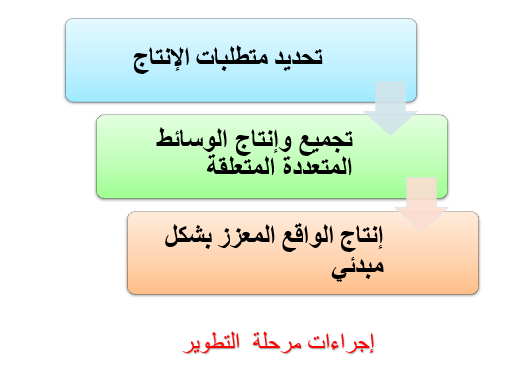 تحديد متطلبات الإنتاج
تجميع وإنتاج الوسائط
المتعددة المتعلقة
إنتاج الواقع المعزز بشكل
مبدئي
إجراءات مرحلة التطوير